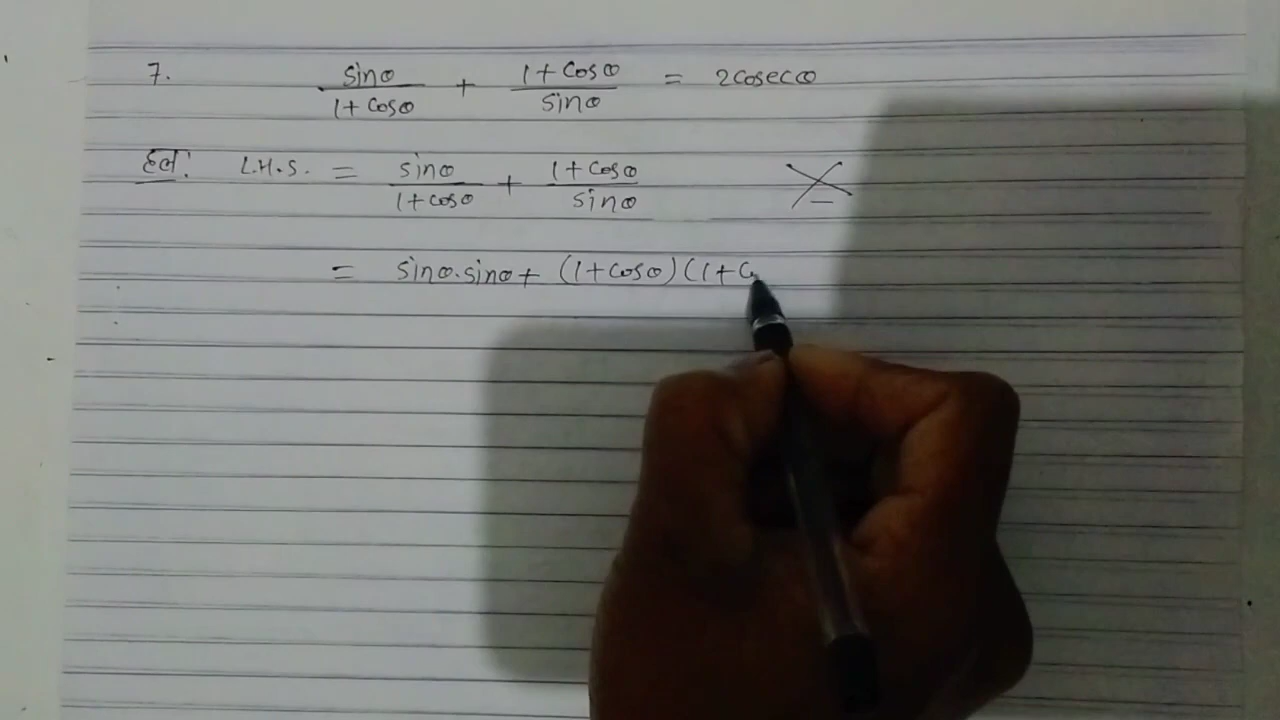 7. sinθ/1+cosθ + 1+cosθ/sinθ = 2cosecθ
हल: L.H.S. = sinθ/1+cosθ + 1+cosθ/sinθ
= sinθ.sinθ + (1+cosθ)(1+c